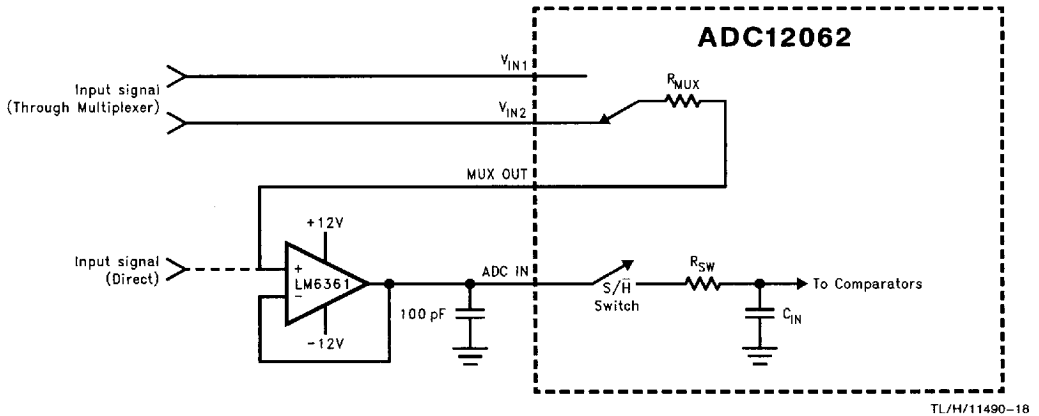 ADC12062
V_IN1
R_MUX
Input signal
(Through Multiplexer)
V_IN2
MUX OUT
+12V
Input signal
(Direct)
+
LM6361
−
ADC IN
S/H̅
Switch
R_SW
To Comparators
100 pF
C_IN
−12V
TL/H/11490–18